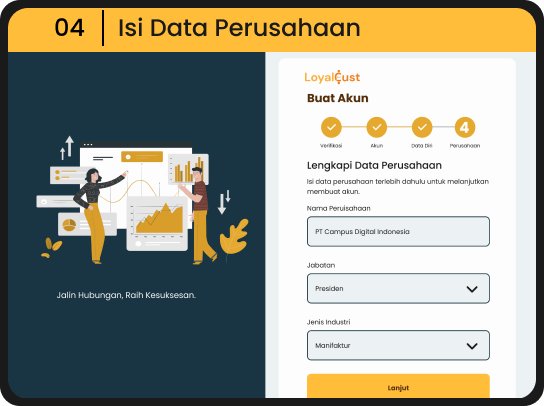 04 Isi Data Perusahaan
LoyalCust
Buat Akun
4
Verifikasi Akun Data Diri Perusahaan
Lengkapi Data Perusahaan
Isi data perusahaan terlebih dahulu untuk melanjutkan
membuat akun.
Nama Peruisahaan
PT Campus Digital Indonesia
Jabatan
Presiden
Jenis Industri
Manifaktur
Lanjut
Jalin Hubungan, Raih Kesuksesan.